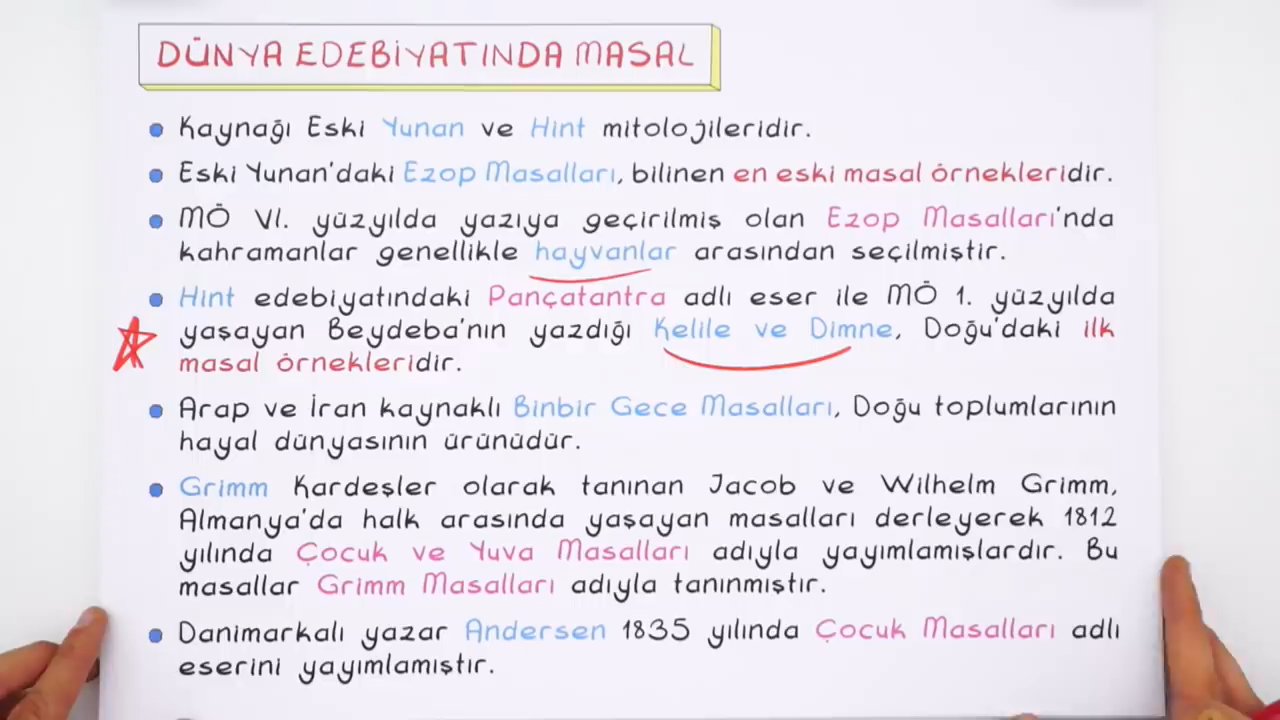 DÜNYA EDEBİYATINDA MASAL
Kaynağı Eski Yunan ve Hint mitolojileridir.
Eski Yunan'daki Ezop Masalları, bilinen en eski masal örnekleridir.
MÖ VI. yüzyılda yazıya geçirilmiş olan Ezop Masalları'nda
kahramanlar genellikle hayvanlar arasından seçilmiştir.
Hint edebiyatındaki Pançatantra adlı eser ile MÖ 1. yüzyılda
yaşayan Beydeba'nın yazdığı Kelile ve Dimne, Doğu'daki ilk
masal örnekleridir.
Arap ve İran kaynaklı Binbir Gece Masalları, Doğu toplumlarının
hayal dünyasının ürünüdür.
Grimm Kardeşler olarak tanınan Jacob ve Wilhelm Grimm,
Almanya'da halk arasında yaşayan masalları derleyerek 1812
yılında Çocuk ve Yuva Masalları adıyla yayımlamışlardır. Bu
masallar Grimm Masalları adıyla tanınmıştır.
Danimarkalı yazar Andersen 1835 yılında Çocuk Masalları adlı
eserini yayımlamıştır.